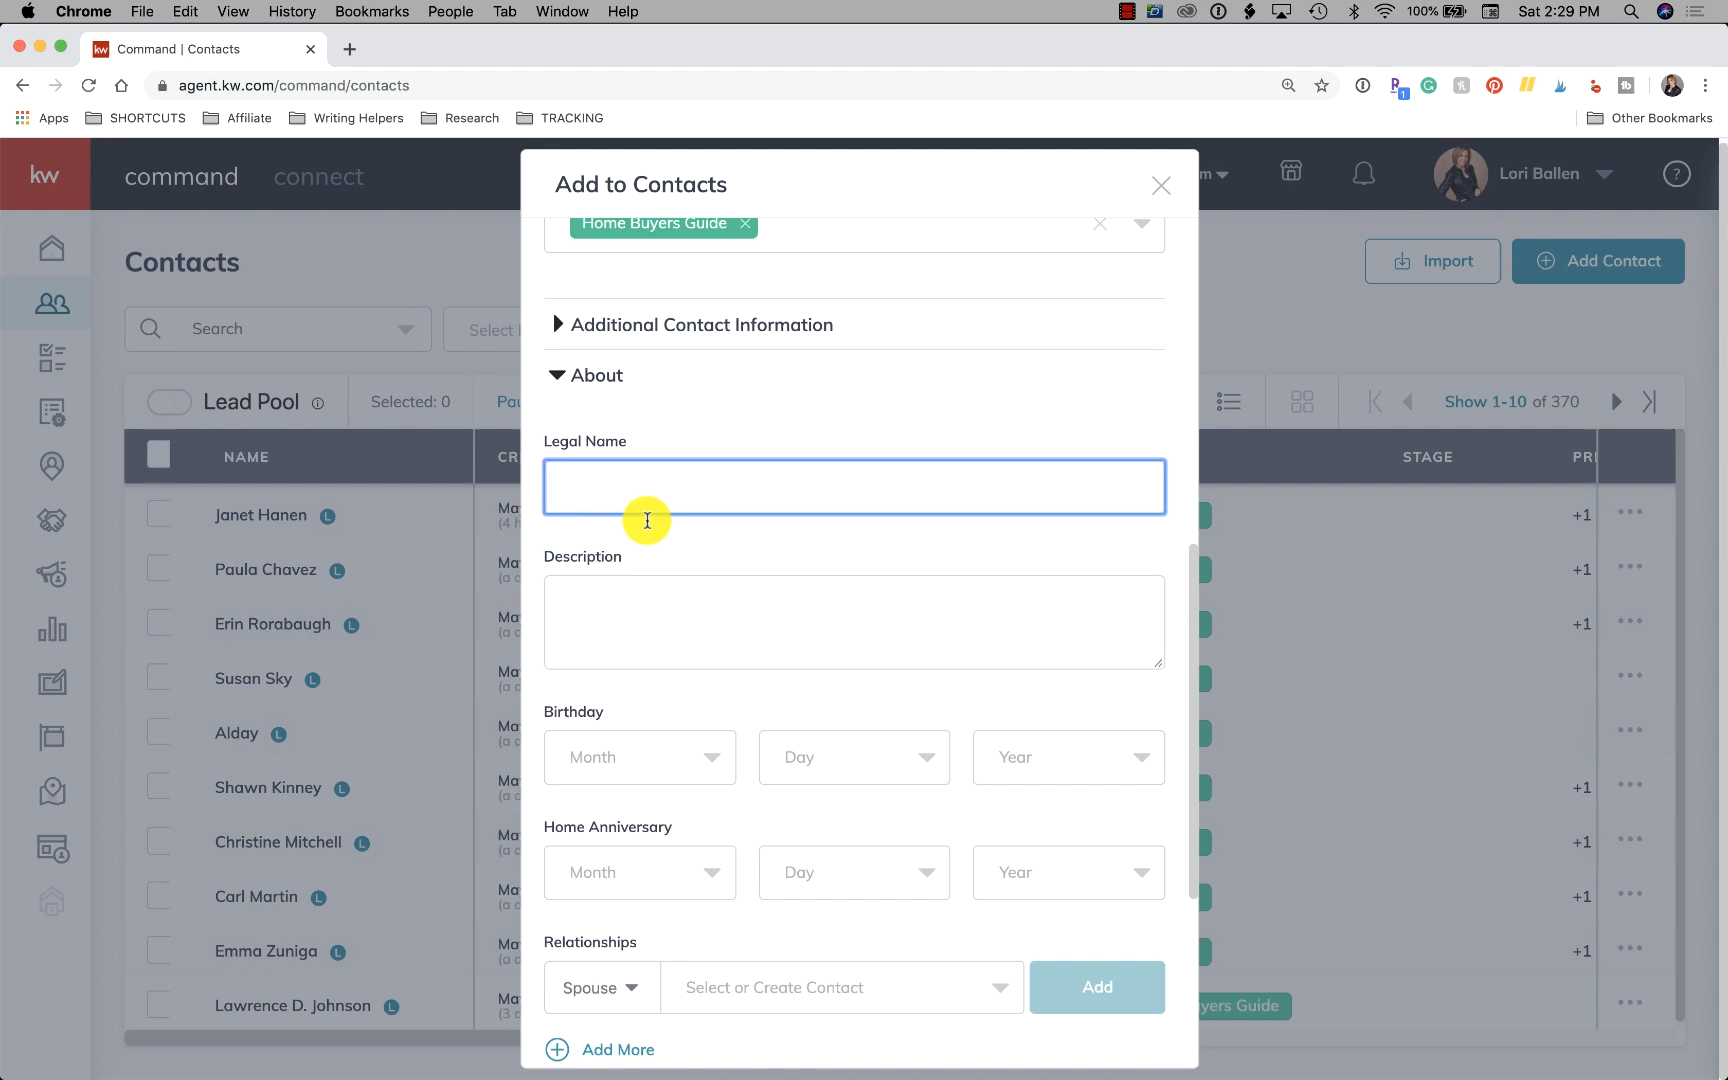 Chrome File Edit View History Bookmarks People Tab Window Help
100% Sat 2:29 PM
kw Command | Contacts
agent.kw.com/command/contacts
Apps SHORTCUTS Affiliate Writing Helpers Research TRACKING Other Bookmarks
kw command connect
Lori Ballen
Add to Contacts
Home Buyers Guide
Contacts
Import
Add Contact
Search
Select
Additional Contact Information
About
Lead Pool
Selected: 0
Show 1-10 of 370
NAME
STAGE
Janet Hanen L
+1
Paula Chavez L
+1
Erin Rorabaugh L
+1
Susan Sky L
Alday L
Shawn Kinney L
+1
Christine Mitchell L
+1
Carl Martin L
+1
Emma Zuniga L
+1
Lawrence D. Johnson L
yers Guide
Legal Name
Description
Birthday
Month Day Year
Home Anniversary
Month Day Year
Relationships
Spouse Select or Create Contact Add
Add More